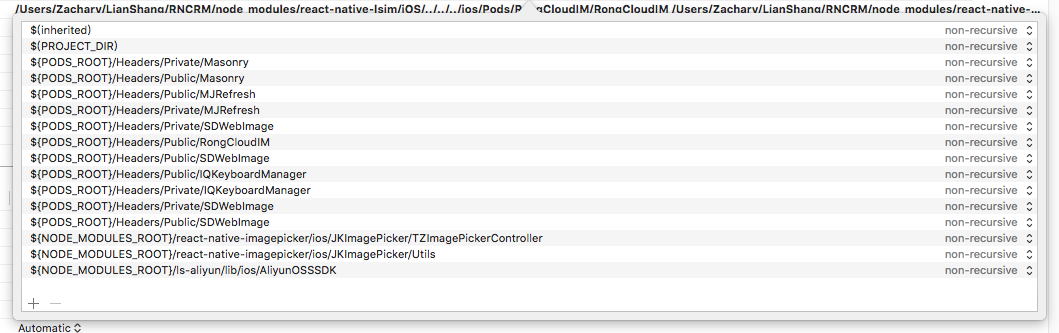 /Users/Zachary/LianShang/RNCRM/node_modules/react-native-lsim/iOS/../../../ios/Pods/RongCloudIM/RongCloudIM /Users/Zachary/LianShang/RNCRM/node_modules/react-native-...
$(inherited) non-recursive
$(PROJECT_DIR) non-recursive
${PODS_ROOT}/Headers/Private/Masonry non-recursive
${PODS_ROOT}/Headers/Public/Masonry non-recursive
${PODS_ROOT}/Headers/Public/MJRefresh non-recursive
${PODS_ROOT}/Headers/Private/MJRefresh non-recursive
${PODS_ROOT}/Headers/Private/SDWebImage non-recursive
${PODS_ROOT}/Headers/Public/RongCloudIM non-recursive
${PODS_ROOT}/Headers/Public/SDWebImage non-recursive
${PODS_ROOT}/Headers/Public/IQKeyboardManager non-recursive
${PODS_ROOT}/Headers/Private/IQKeyboardManager non-recursive
${PODS_ROOT}/Headers/Private/SDWebImage non-recursive
${PODS_ROOT}/Headers/Public/SDWebImage non-recursive
${NODE_MODULES_ROOT}/react-native-imagepicker/ios/JKImagePicker/TZImagePickerController non-recursive
${NODE_MODULES_ROOT}/react-native-imagepicker/ios/JKImagePicker/Utils non-recursive
${NODE_MODULES_ROOT}/ls-aliyun/lib/ios/AliyunOSSSDK non-recursive
Automatic